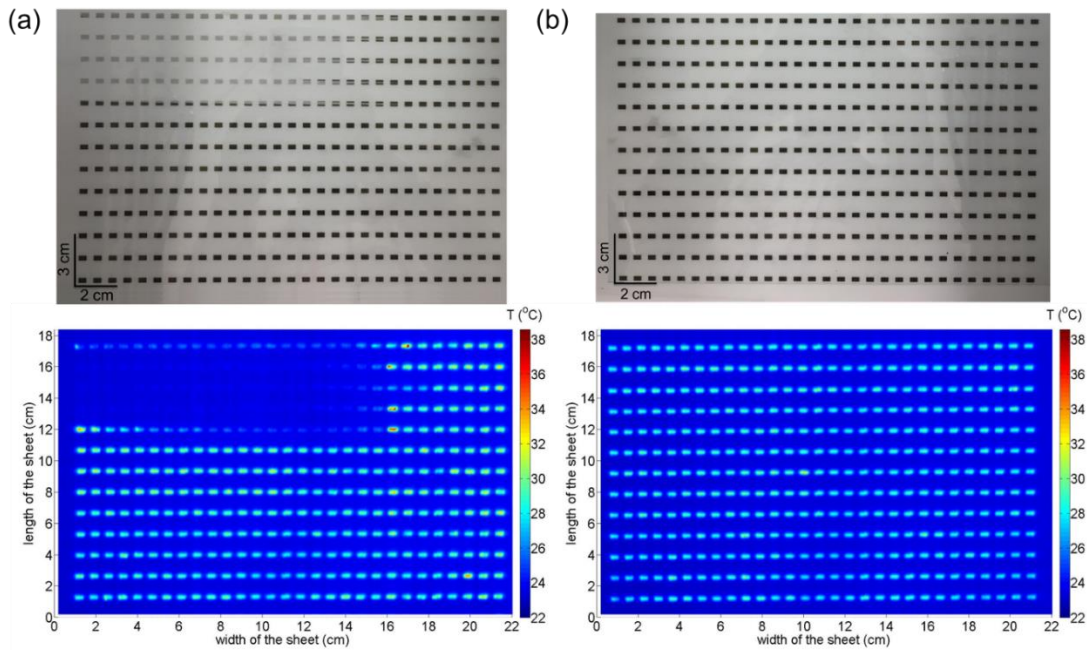 (a)
(b)
3 cm
2 cm
3 cm
2 cm
T (°C)
18
16
14
12
10
8
6
4
2
0
length of the sheet (cm)
0 2 4 6 8 10 12 14 16 18 20 22
width of the sheet (cm)
38
36
34
32
30
28
26
24
22
T (°C)
18
16
14
12
10
8
6
4
2
0
length of the sheet (cm)
0 2 4 6 8 10 12 14 16 18 20 22
width of the sheet (cm)
38
36
34
32
30
28
26
24
22